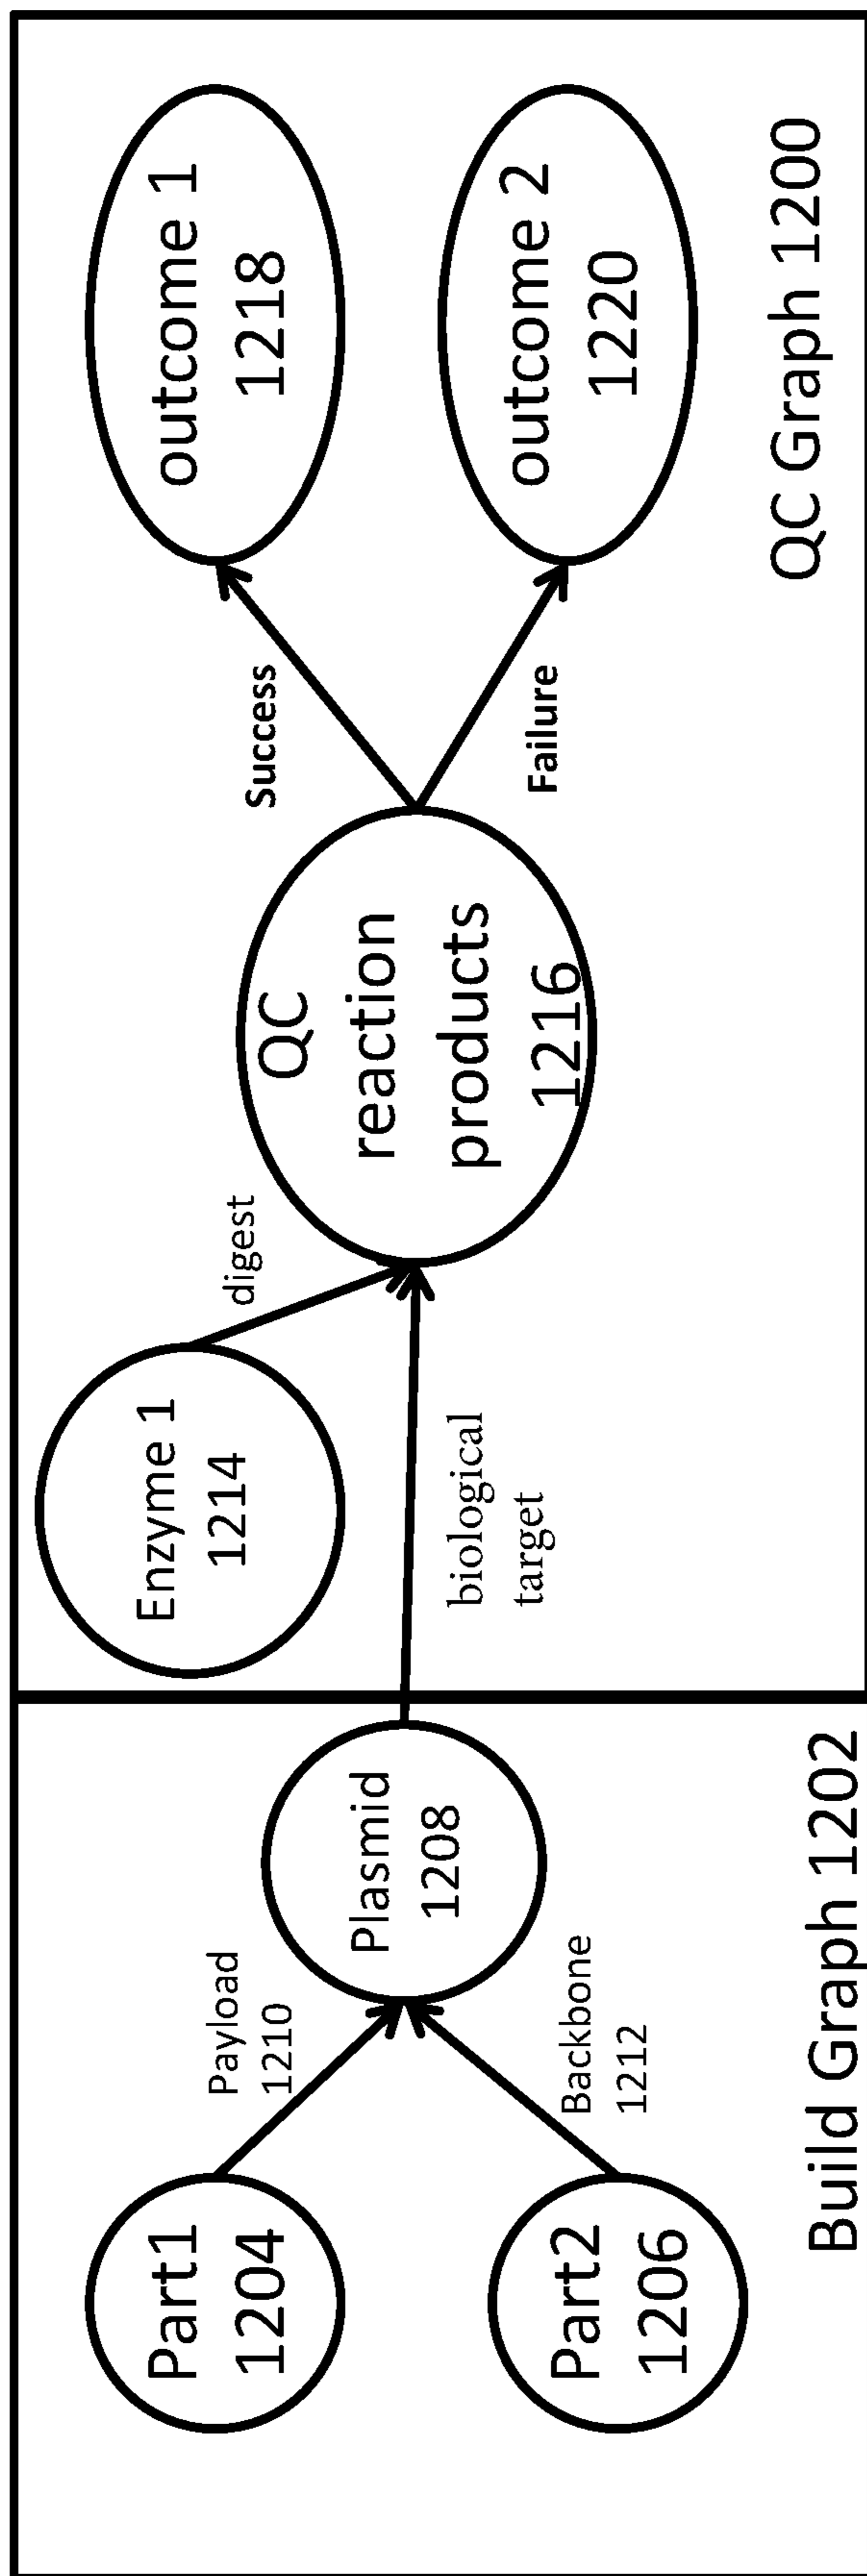 Part1
1204
Part2
1206
Payload
1210
Backbone
1212
Plasmid
1208
Build Graph 1202
Enzyme 1
1214
digest
biological
target
QC
reaction
products
1216
Success
Failure
outcome 1
1218
outcome 2
1220
QC Graph 1200